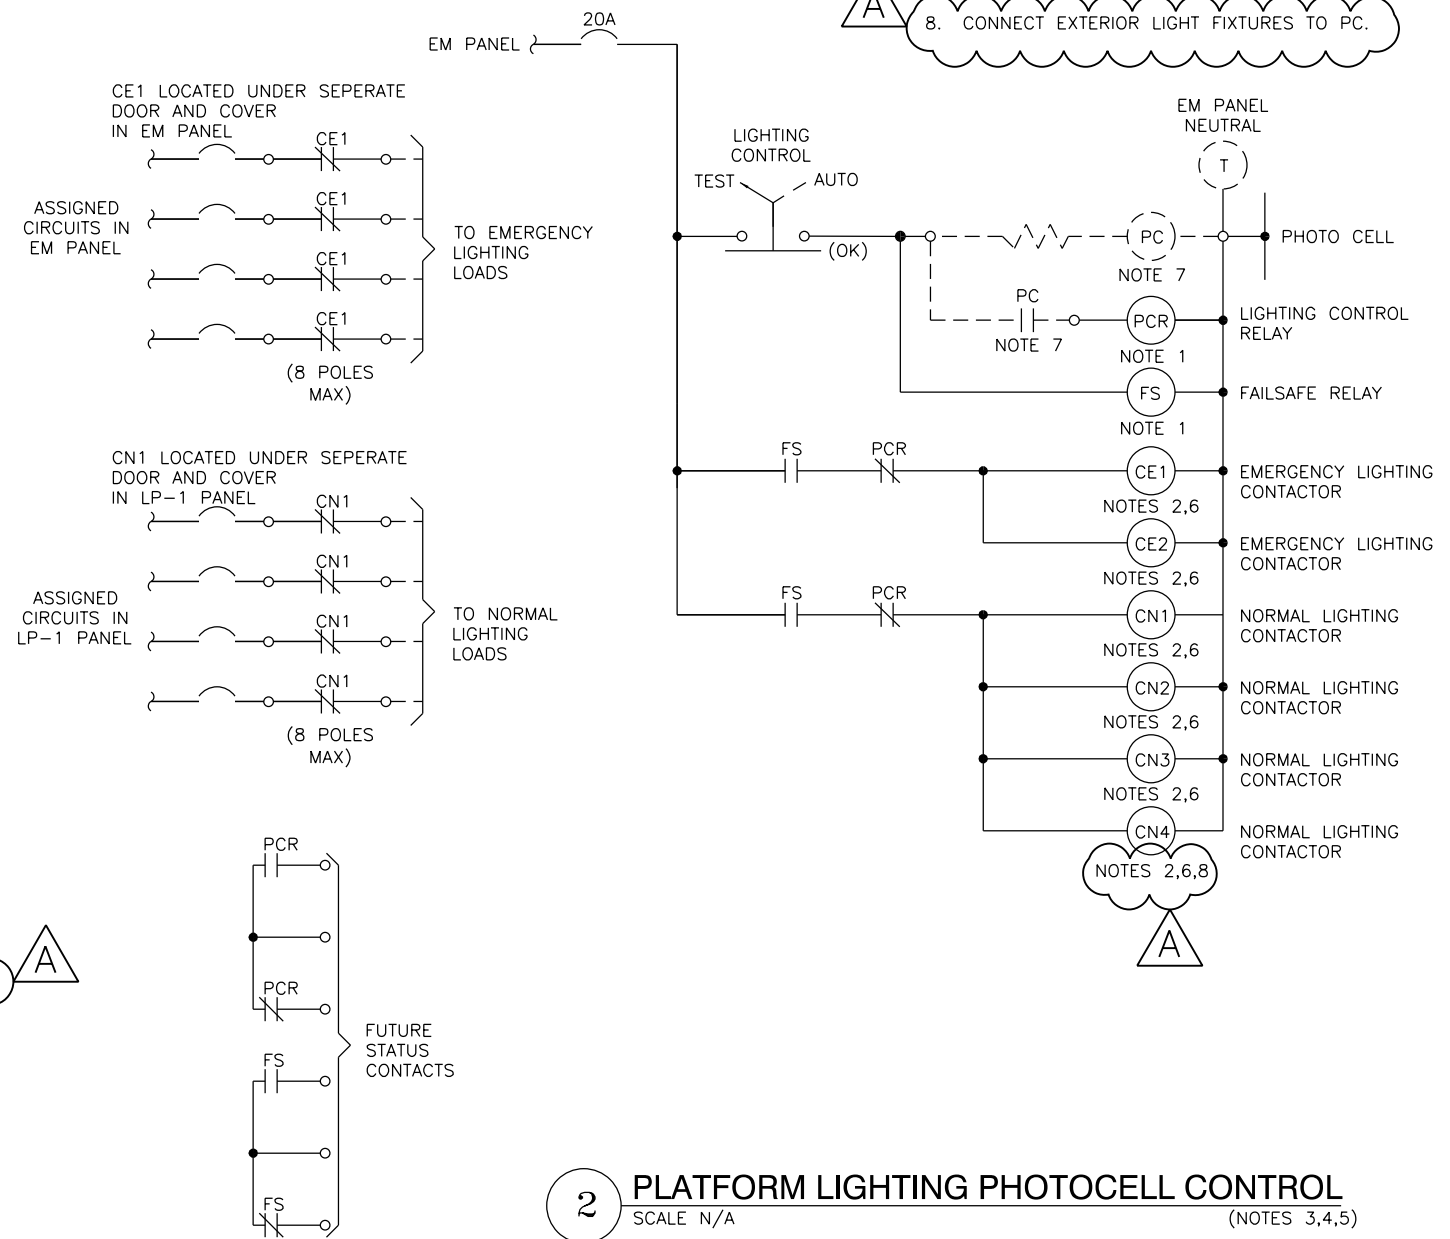 A
8. CONNECT EXTERIOR LIGHT FIXTURES TO PC.
20A
EM PANEL
CE1 LOCATED UNDER SEPERATE
DOOR AND COVER
IN EM PANEL
CE1
CE1
CE1
CE1
ASSIGNED
CIRCUITS IN
EM PANEL
TO EMERGENCY
LIGHTING
LOADS
(8 POLES
MAX)
CN1 LOCATED UNDER SEPERATE
DOOR AND COVER
IN LP-1 PANEL
CN1
CN1
CN1
CN1
ASSIGNED
CIRCUITS IN
LP-1 PANEL
TO NORMAL
LIGHTING
LOADS
(8 POLES
MAX)
LIGHTING
CONTROL
TEST
AUTO
(OK)
EM PANEL
NEUTRAL
T
PC
NOTE 7
PHOTO CELL
PC
NOTE 7
PCR
NOTE 1
LIGHTING CONTROL
RELAY
FS
NOTE 1
FAILSAFE RELAY
FS
PCR
CE1
NOTES 2,6
EMERGENCY LIGHTING
CONTACTOR
CE2
NOTES 2,6
EMERGENCY LIGHTING
CONTACTOR
FS
PCR
CN1
NOTES 2,6
NORMAL LIGHTING
CONTACTOR
CN2
NOTES 2,6
NORMAL LIGHTING
CONTACTOR
CN3
NOTES 2,6
NORMAL LIGHTING
CONTACTOR
CN4
NOTES 2,6,8
NORMAL LIGHTING
CONTACTOR
A
A
PCR
PCR
FS
FS
FUTURE
STATUS
CONTACTS
2
PLATFORM LIGHTING PHOTOCELL CONTROL
SCALE N/A
(NOTES 3,4,5)